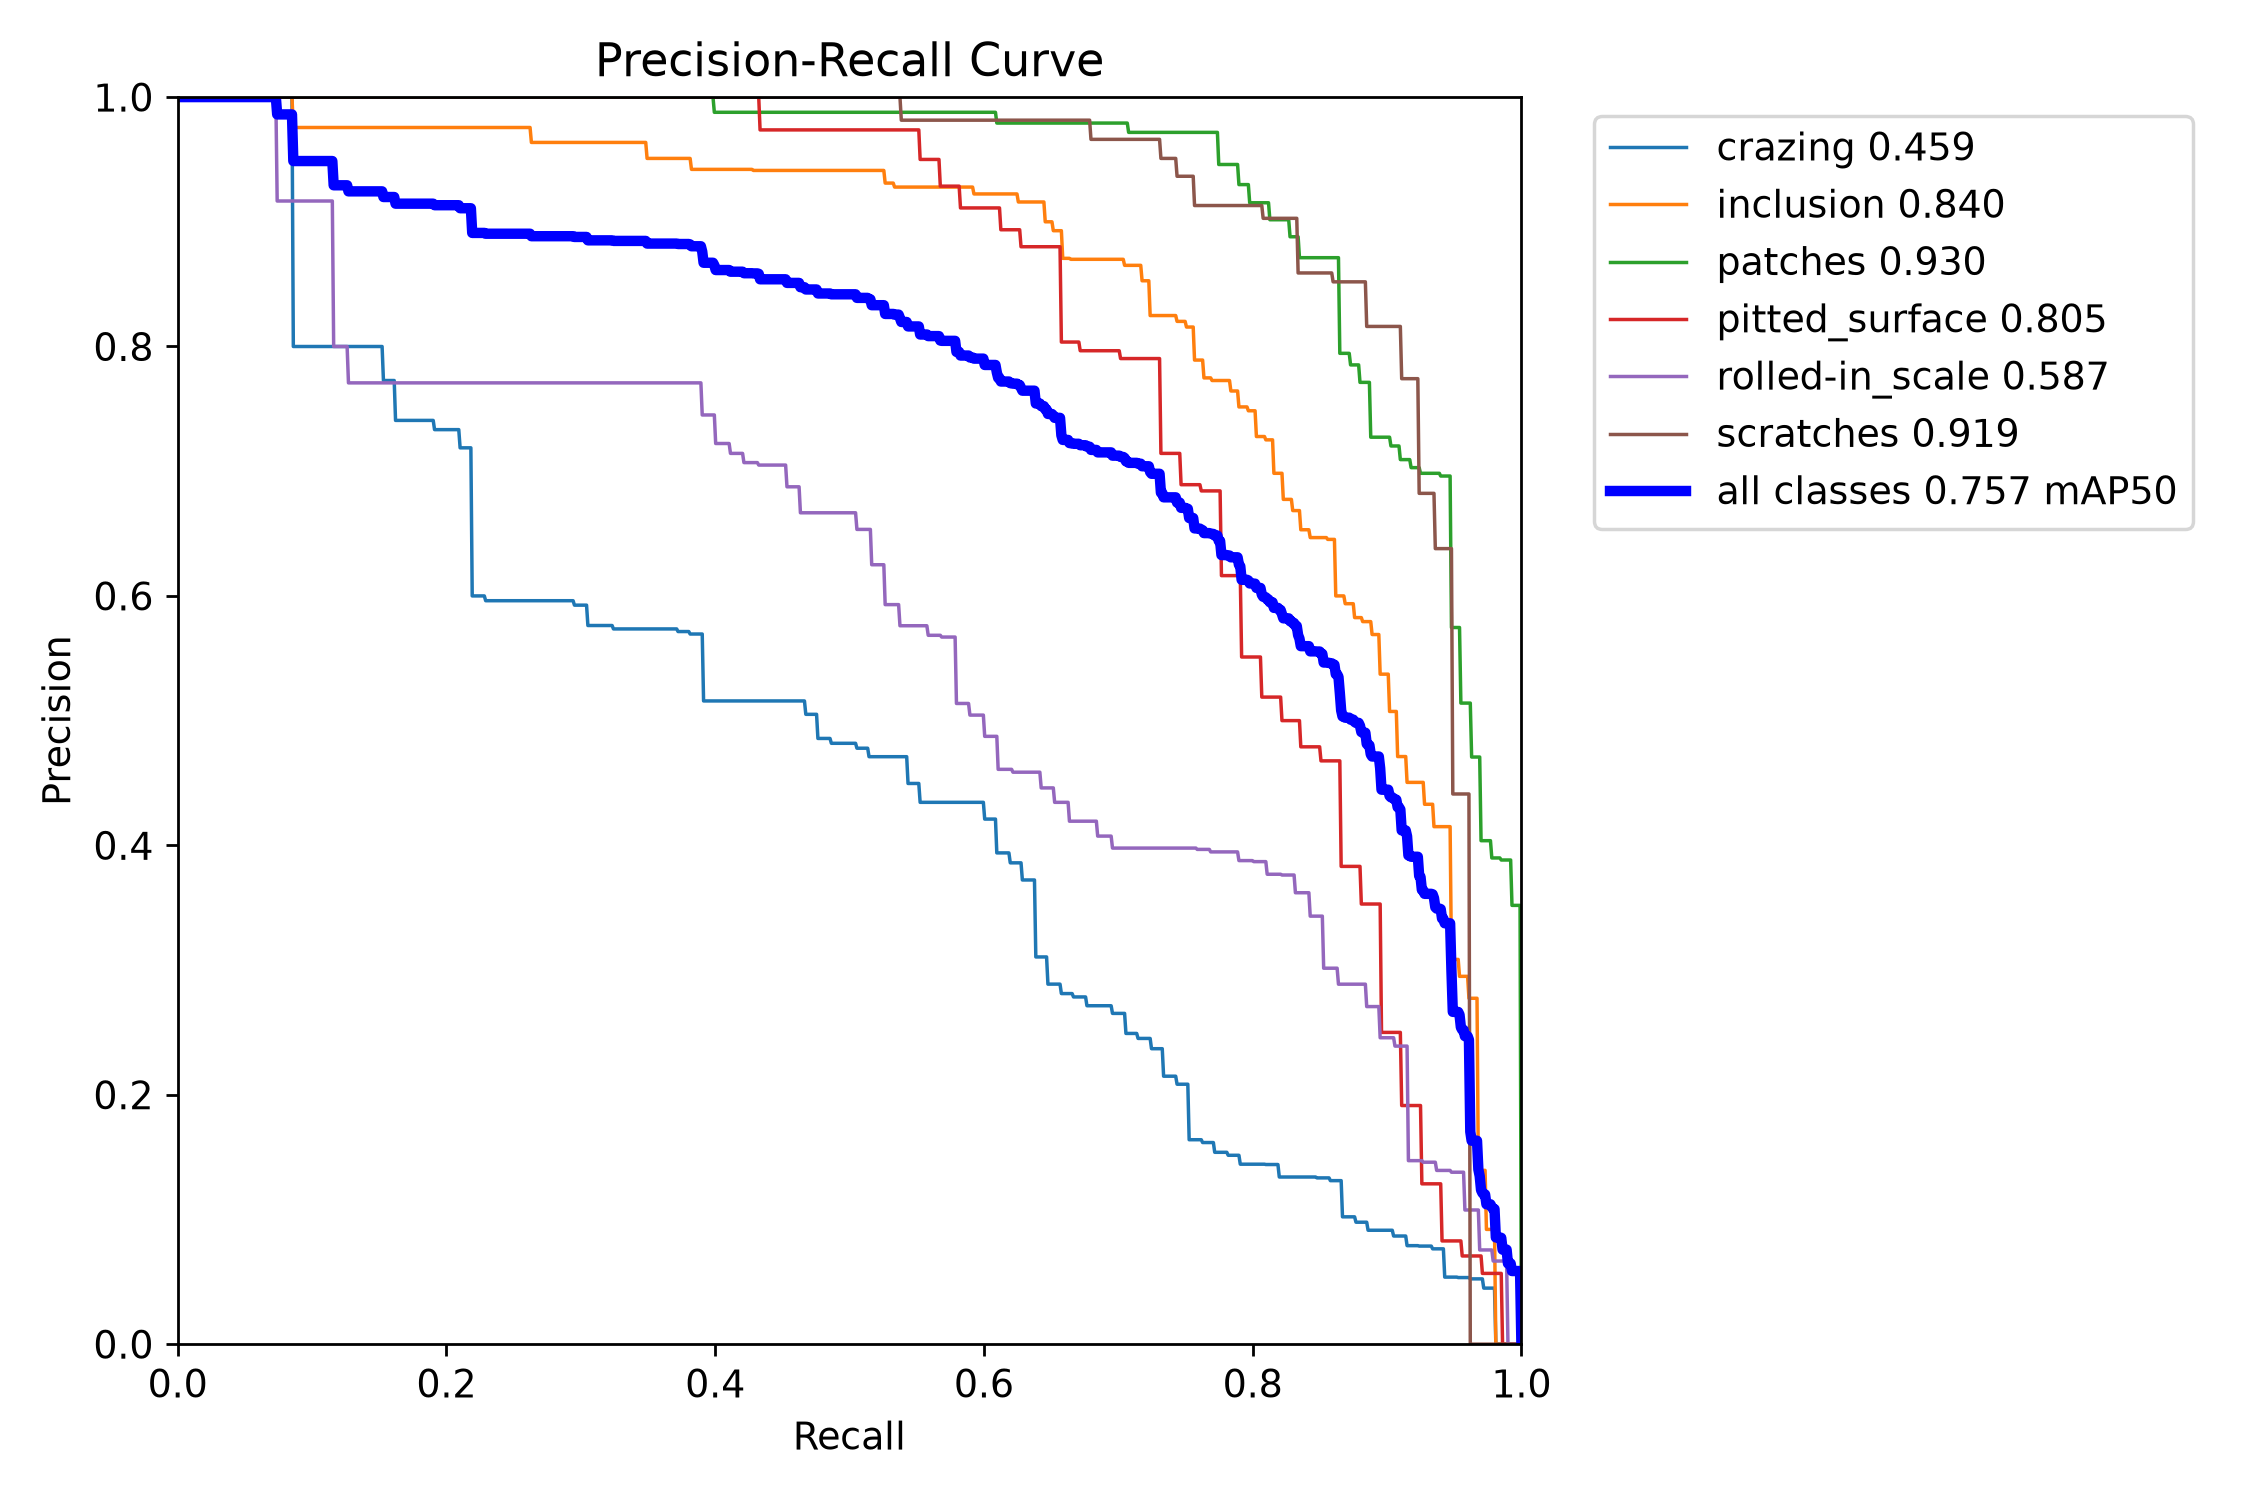 Precision-Recall Curve
1.0
0.8
0.6
0.4
0.2
0.0
Precision
0.0 0.2 0.4 0.6 0.8 1.0
Recall
crazing 0.459
inclusion 0.840
patches 0.930
pitted_surface 0.805
rolled-in_scale 0.587
scratches 0.919
all classes 0.757 mAP50